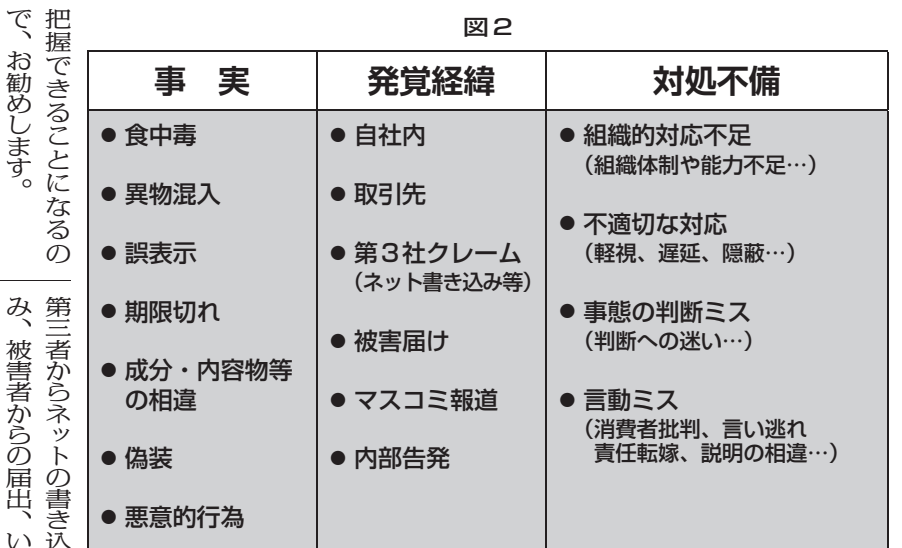 把握できることになるの
で、お勧めします。
第三者からネットの書き込
み、被害者からの届出、い
図2
事 実
● 食中毒
● 異物混入
● 誤表示
● 期限切れ
● 成分・内容物等
の相違
● 偽装
● 悪意的行為
発覚経緯
● 自社内
● 取引先
● 第3社クレーム
（ネット書き込み等）
● 被害届け
● マスコミ報道
● 内部告発
対処不備
● 組織的対応不足
（組織体制や能力不足…）
● 不適切な対応
（軽視、遅延、隠蔽…）
● 事態の判断ミス
（判断への迷い…）
● 言動ミス
（消費者批判、言い逃れ
責任転嫁、説明の相違…）